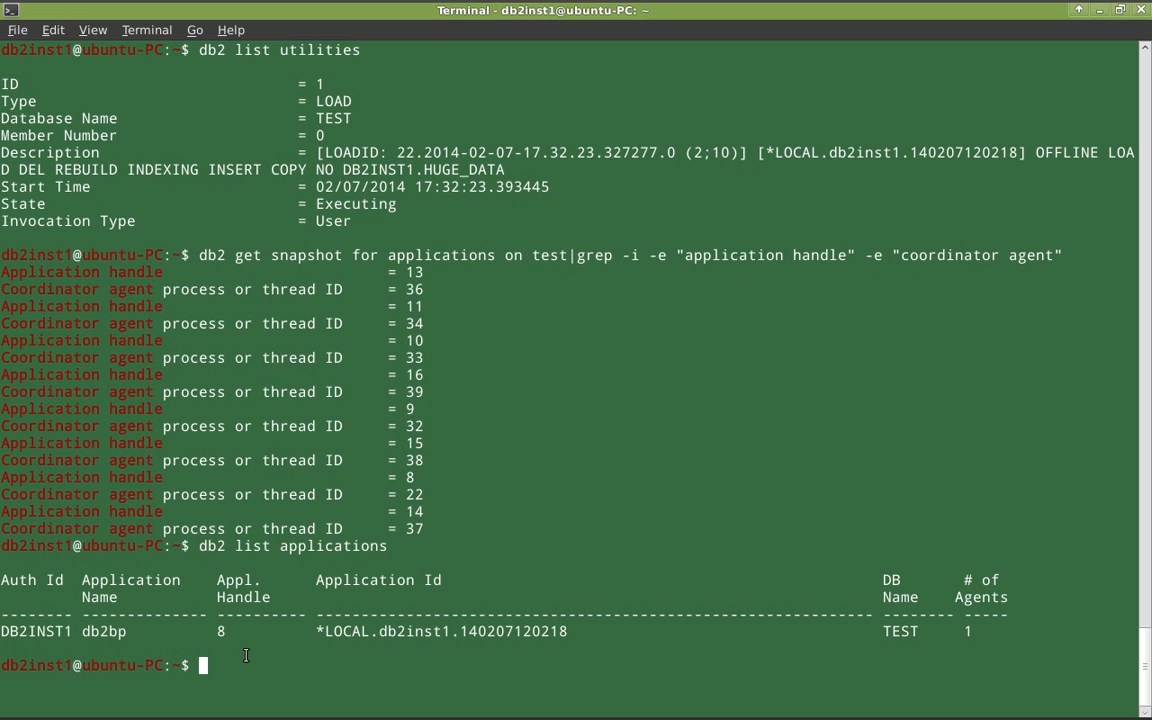 Terminal - db2inst1@ubuntu-PC: ~
File Edit View Terminal Go Help
db2inst1@ubuntu-PC:~$ db2 list utilities
ID = 1
Type = LOAD
Database Name = TEST
Member Number = 0
Description = [LOADID: 22.2014-02-07-17.32.23.327277.0 (2;10)] [*LOCAL.db2inst1.140207120218] OFFLINE LOA
D DEL REBUILD INDEXING INSERT COPY NO DB2INST1.HUGE_DATA
Start Time = 02/07/2014 17:32:23.393445
State = Executing
Invocation Type = User
db2inst1@ubuntu-PC:~$ db2 get snapshot for applications on test|grep -i -e "application handle" -e "coordinator agent"
Application handle = 13
Coordinator agent process or thread ID = 36
Application handle = 11
Coordinator agent process or thread ID = 34
Application handle = 10
Coordinator agent process or thread ID = 33
Application handle = 16
Coordinator agent process or thread ID = 39
Application handle = 9
Coordinator agent process or thread ID = 32
Application handle = 15
Coordinator agent process or thread ID = 38
Application handle = 8
Coordinator agent process or thread ID = 22
Application handle = 14
Coordinator agent process or thread ID = 37
db2inst1@ubuntu-PC:~$ db2 list applications
Auth Id Application Appl. Application Id DB # of
Name Handle Name Agents
-------- -------------- ---------- -------------------------------------------------------------- -------- -----
DB2INST1 db2bp 8 *LOCAL.db2inst1.140207120218 TEST 1
db2inst1@ubuntu-PC:~$